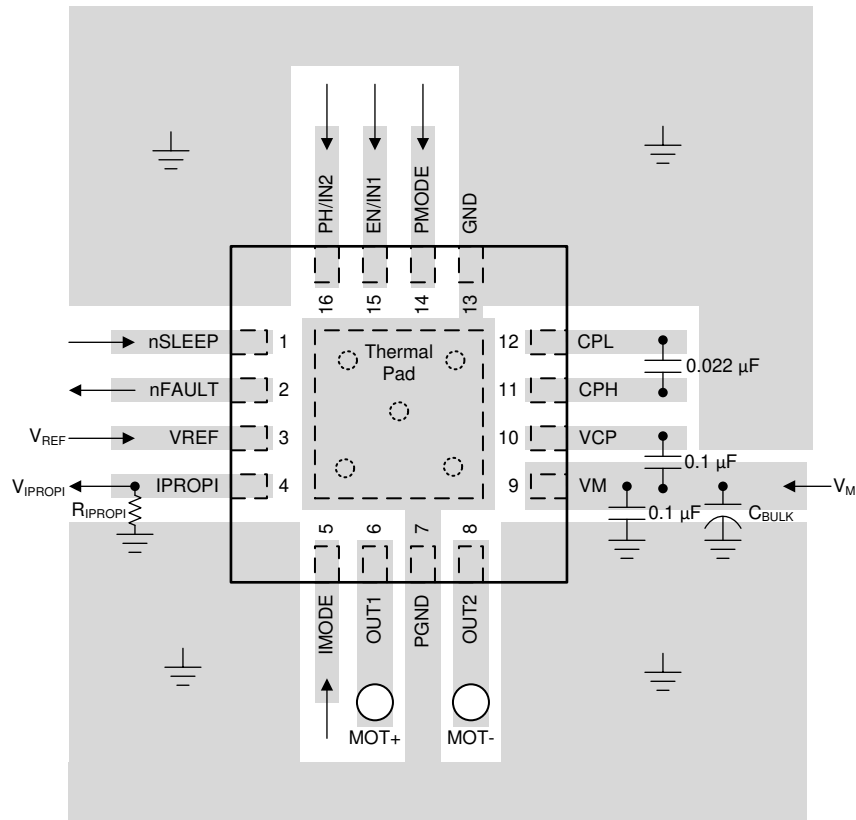 PH/IN2
EN/IN1
PMODE
GND
16
15
14
13
nSLEEP 1
Thermal
Pad
12 CPL
0.022 µF
nFAULT 2
11 CPH
VREF VREF 3
10 VCP
0.1 µF
VIPROPI IPROPI 4
9 VM
VM
RIPROPI
0.1 µF
CBULK
5
6
7
8
IMODE
OUT1
PGND
OUT2
MOT+
MOT-